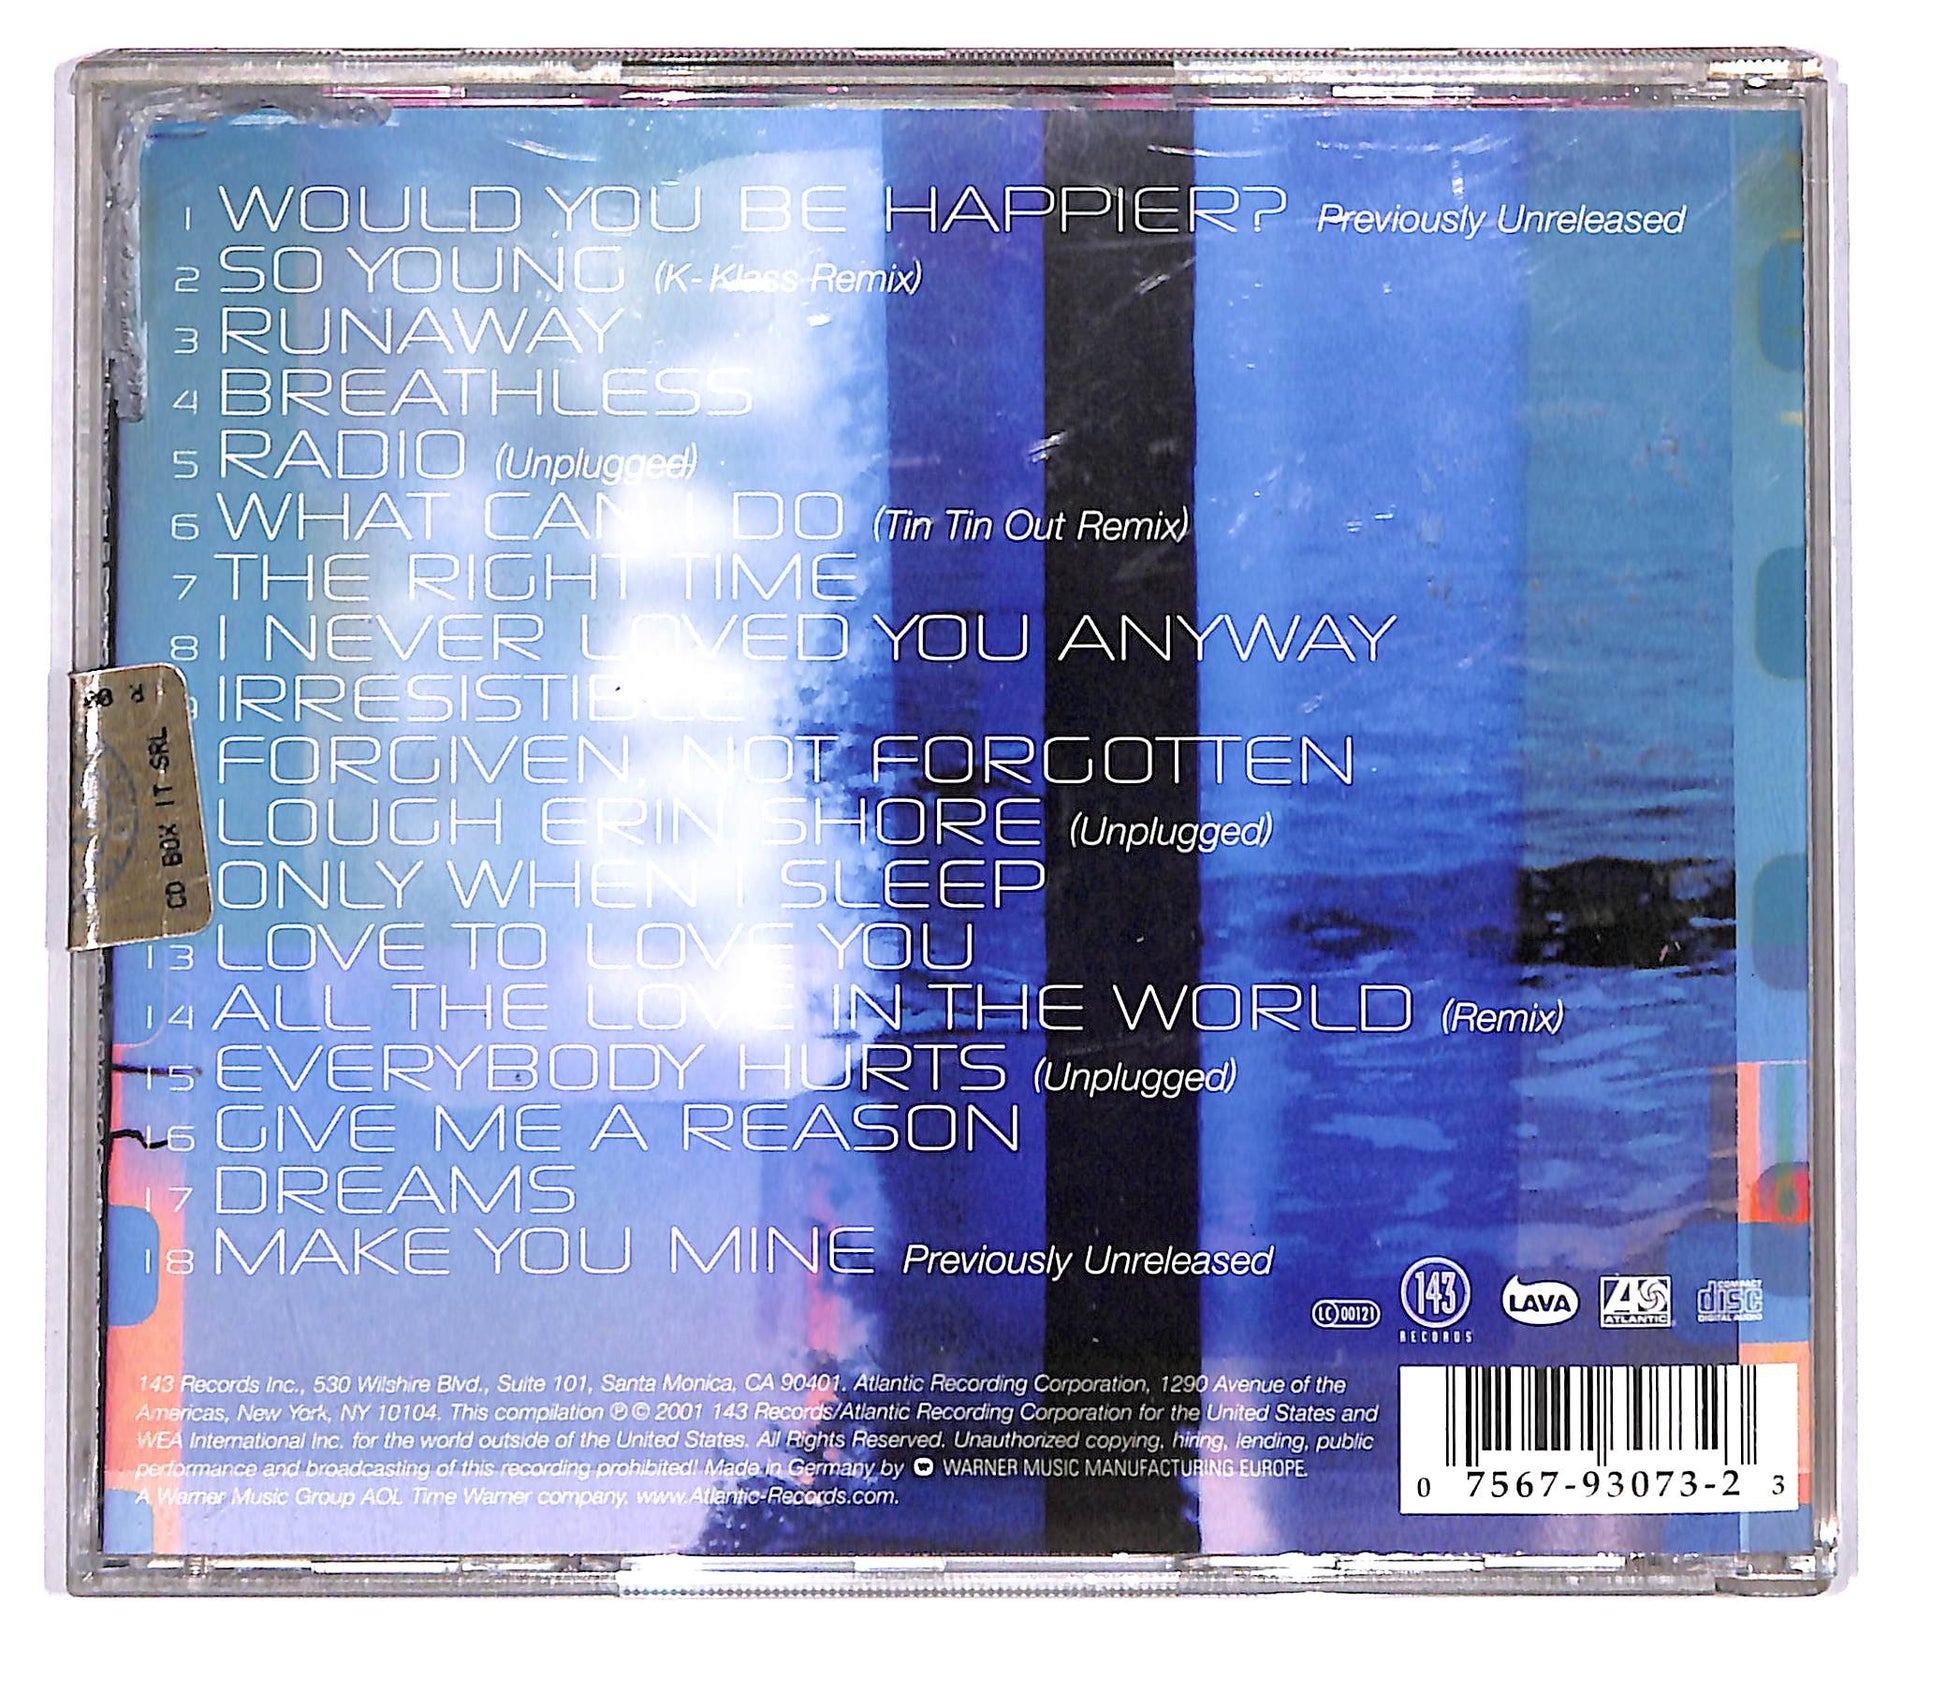 1 WOULD YOU BE HAPPIER? Previously Unreleased
2 SO YOUNG (K-Klass Remix)
3 RUNAWAY
4 BREATHLESS
5 RADIO (Unplugged)
6 WHAT CAN I DO (Tin Tin Out Remix)
7 THE RIGHT TIME
8 I NEVER LOVED YOU ANYWAY
IRRESISTIBLE
FORGIVEN, NOT FORGOTTEN
LOUGH ERIN SHORE (Unplugged)
ONLY WHEN I SLEEP
13 LOVE TO LOVE YOU
14 ALL THE LOVE IN THE WORLD (Remix)
15 EVERYBODY HURTS (Unplugged)
16 GIVE ME A REASON
17 DREAMS
18 MAKE YOU MINE Previously Unreleased
CD BOX IT SRL
LC 00121
143 RECORDS
LAVA
ATLANTIC
COMPACT disc DIGITAL AUDIO
143 Records Inc., 530 Wilshire Blvd., Suite 101, Santa Monica, CA 90401. Atlantic Recording Corporation, 1290 Avenue of the
Americas, New York, NY 10104. This compilation ℗ © 2001 143 Records/Atlantic Recording Corporation for the United States and
WEA International Inc. for the world outside of the United States. All Rights Reserved. Unauthorized copying, hiring, lending, public
performance and broadcasting of this recording prohibited! Made in Germany by WARNER MUSIC MANUFACTURING EUROPE.
A Warner Music Group AOL Time Warner company. www.Atlantic-Records.com.
0 7567-93073-2 3